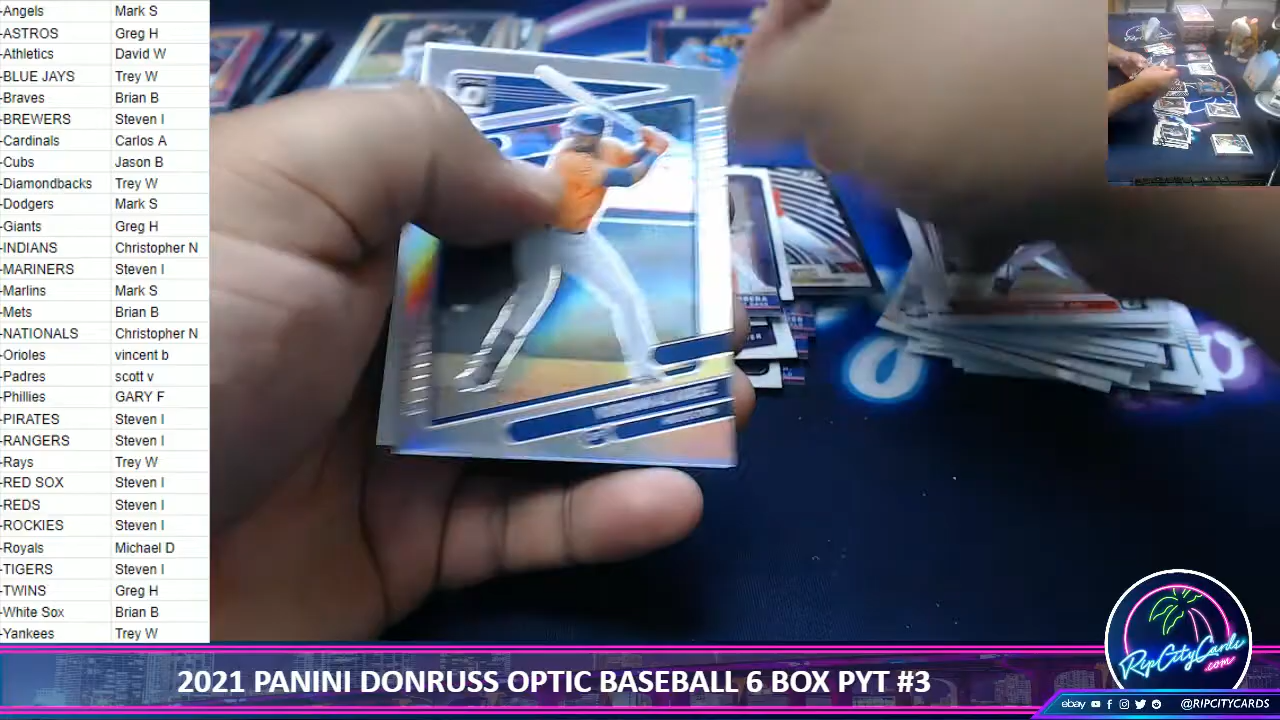 -Angels Mark S
-ASTROS Greg H
-Athletics David W
-BLUE JAYS Trey W
-Braves Brian B
-BREWERS Steven I
-Cardinals Carlos A
-Cubs Jason B
-Diamondbacks Trey W
-Dodgers Mark S
-Giants Greg H
-INDIANS Christopher N
-MARINERS Steven I
-Marlins Mark S
-Mets Brian B
-NATIONALS Christopher N
-Orioles vincent b
-Padres scott v
-Phillies GARY F
-PIRATES Steven I
-RANGERS Steven I
-Rays Trey W
-RED SOX Steven I
-REDS Steven I
-ROCKIES Steven I
-Royals Michael D
-TIGERS Steven I
-TWINS Greg H
-White Sox Brian B
-Yankees Trey W
RipCityCards
.com
2021 PANINI DONRUSS OPTIC BASEBALL 6 BOX PYT #3
ebay @RIPCITYCARDS